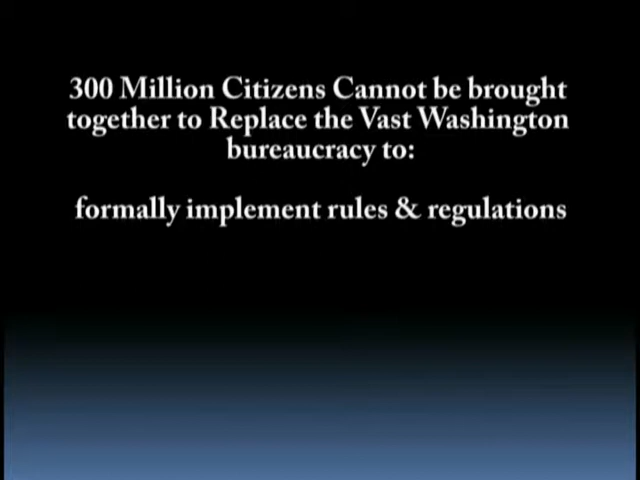 300 Million Citizens Cannot be brought
together to Replace the Vast Washington
bureaucracy to:
formally implement rules & regulations